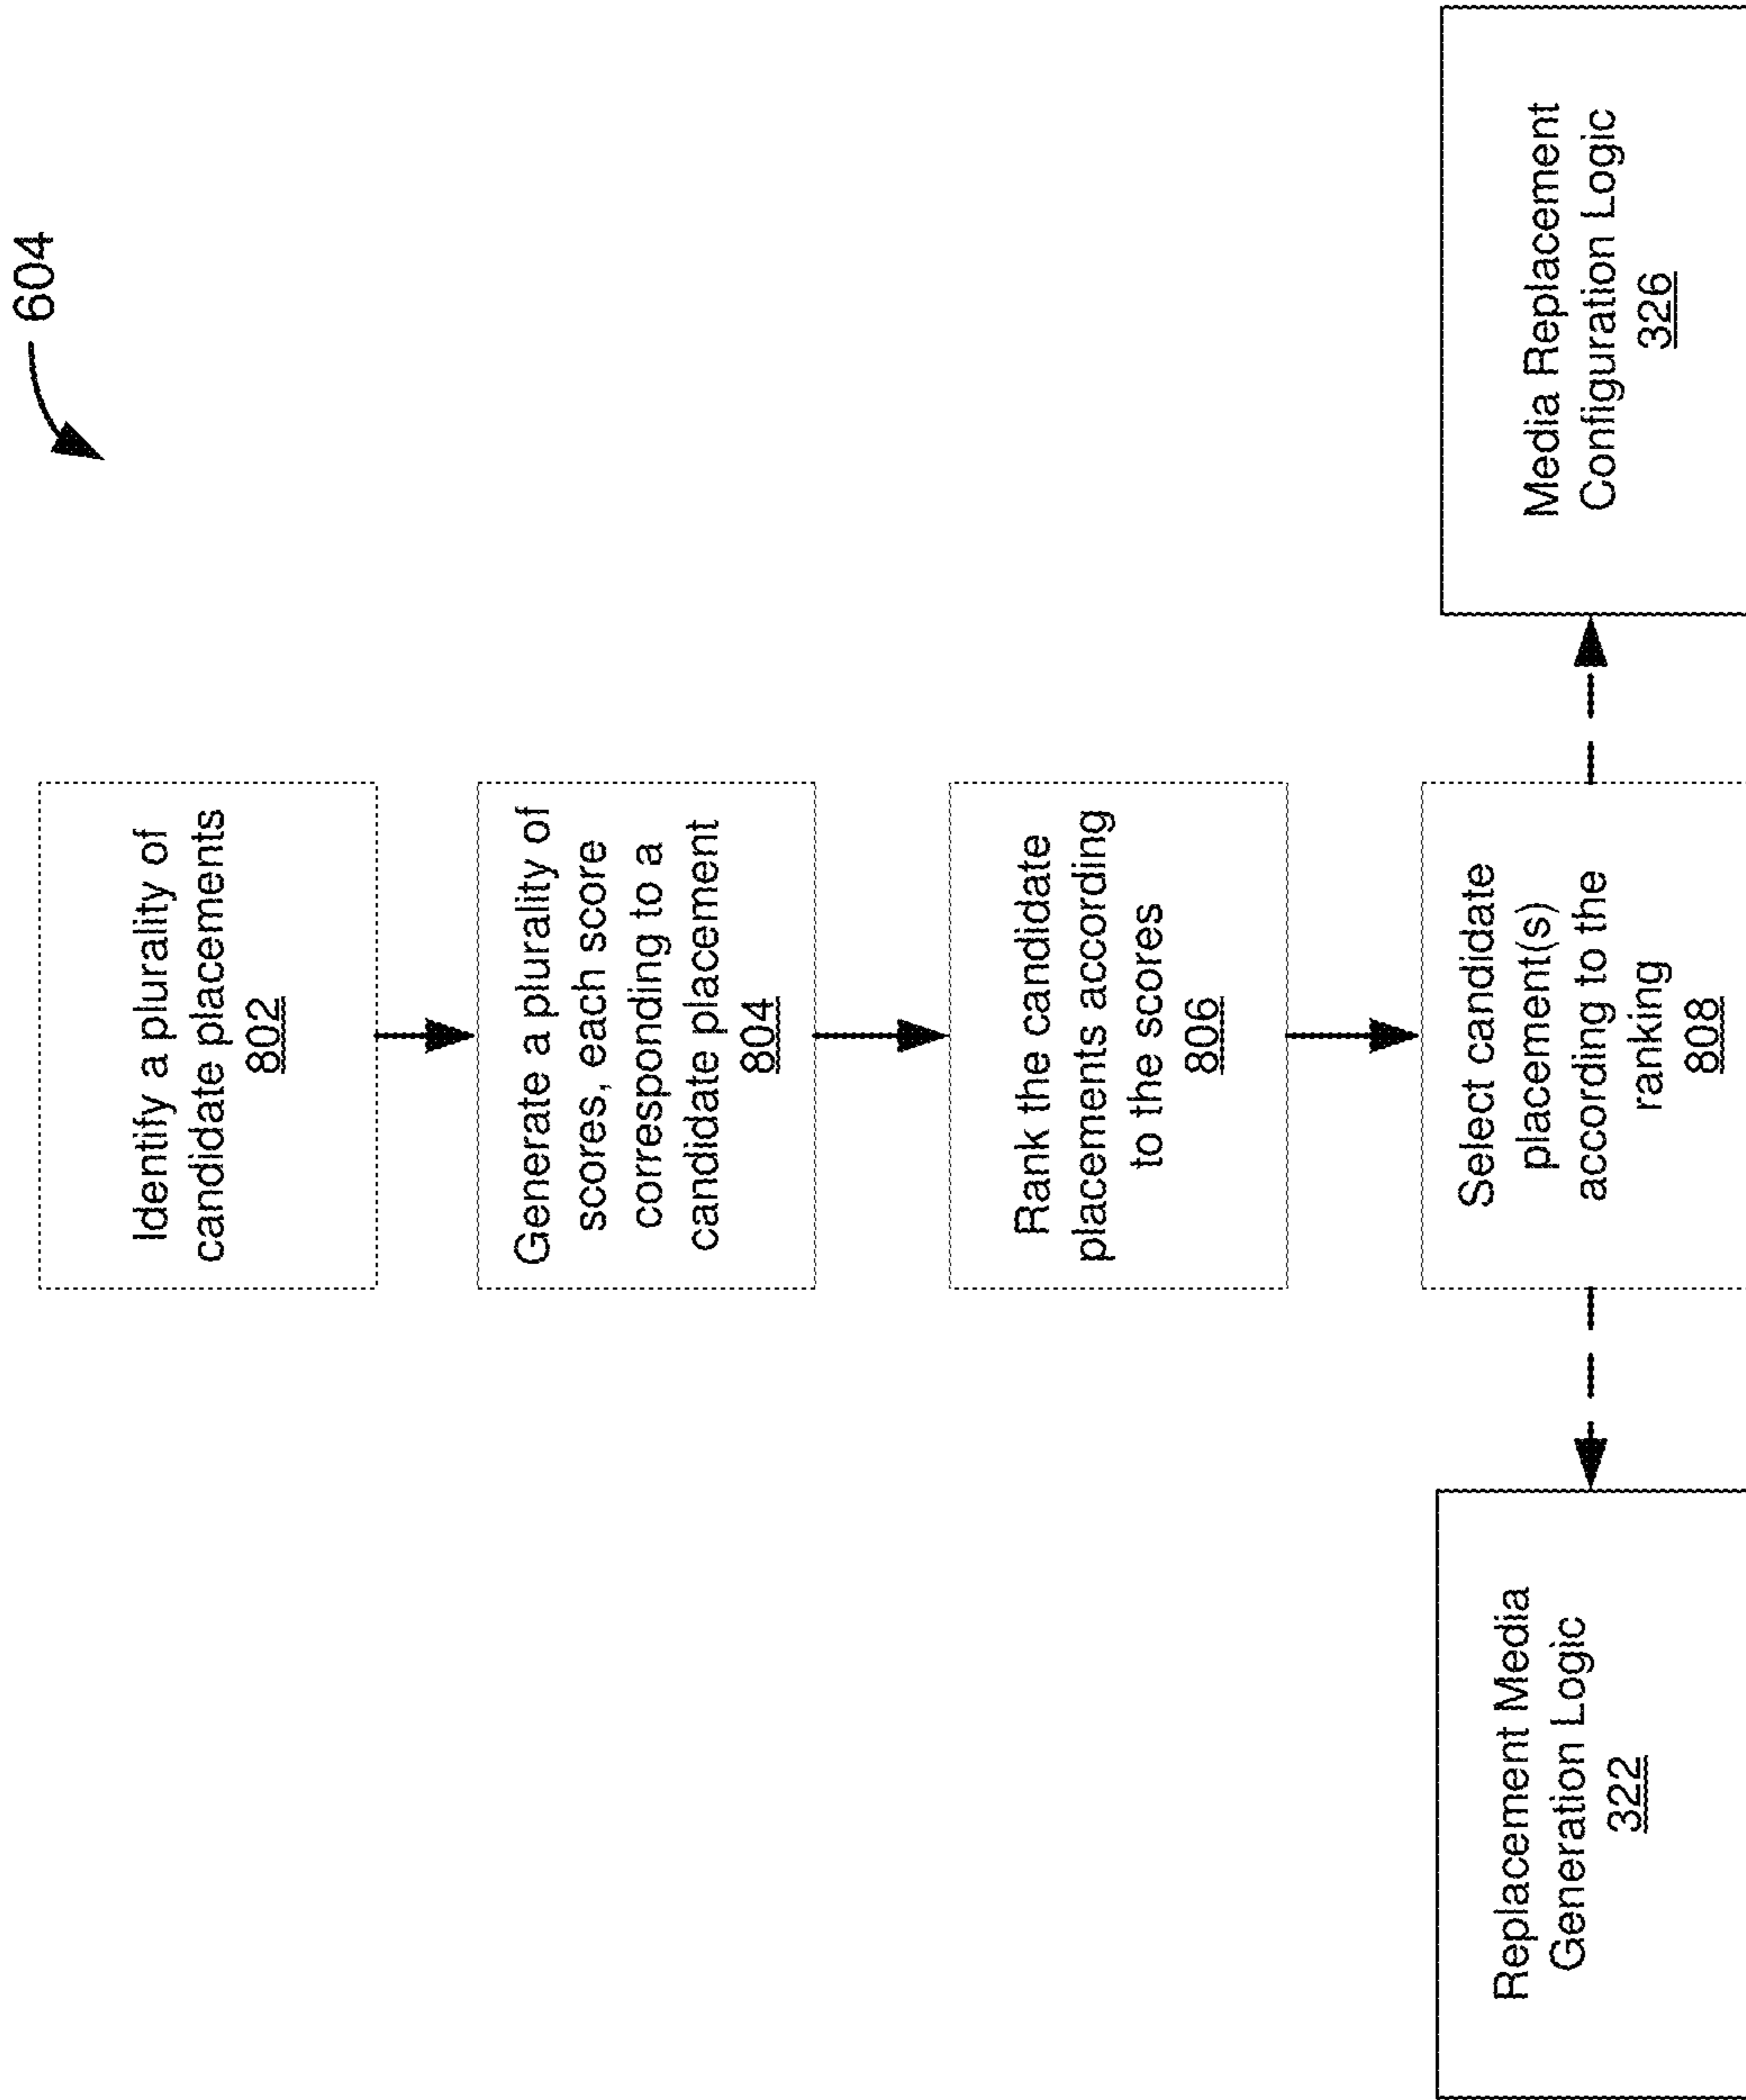 604
Identify a plurality of
candidate placements
802
Generate a plurality of
scores, each score
corresponding to a
candidate placement
804
Rank the candidate
placements according
to the scores
806
Select candidate
placement(s)
according to the
ranking
808
Replacement Media
Generation Logic
322
Media Replacement
Configuration Logic
326